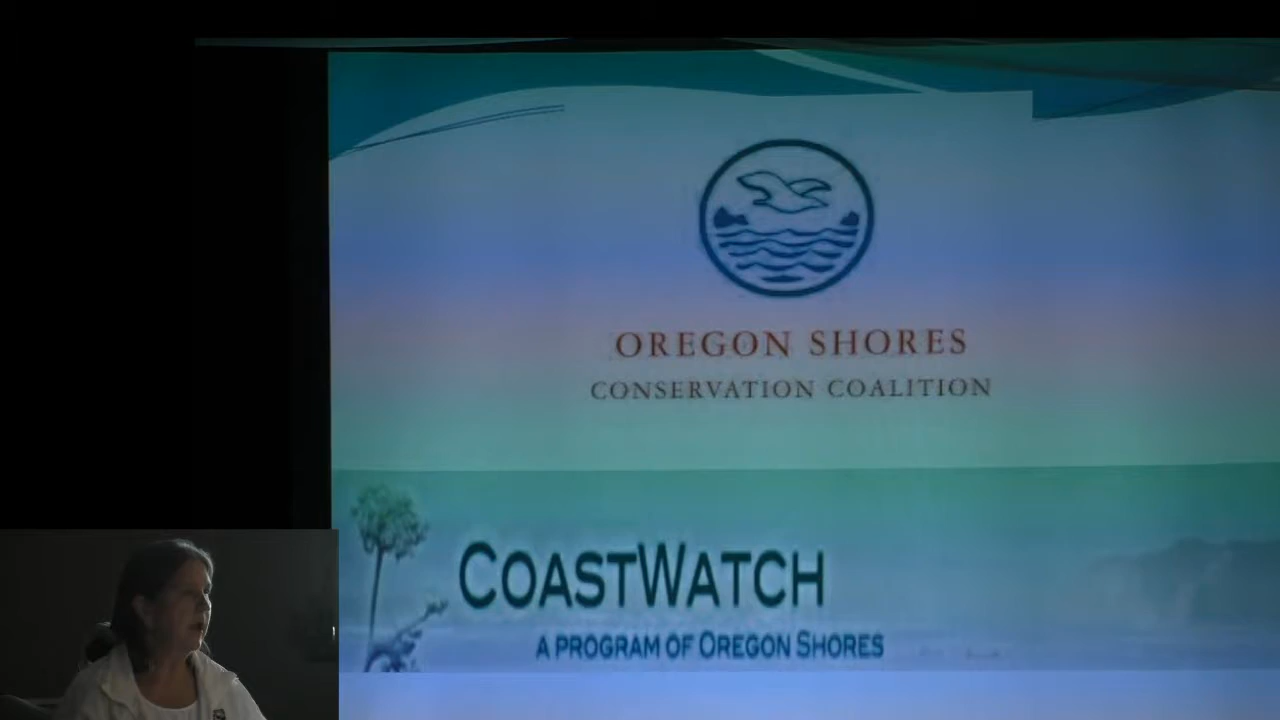 OREGON SHORES
CONSERVATION COALITION
COASTWATCH
A PROGRAM OF OREGON SHORES